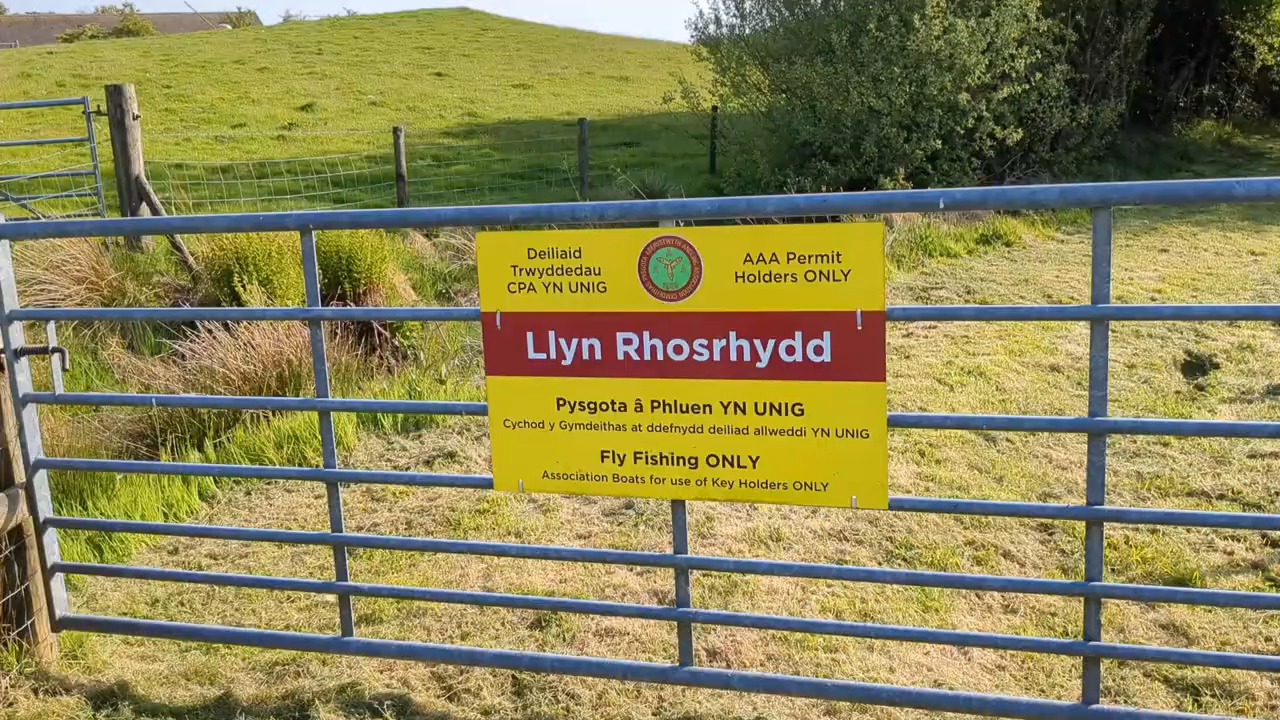 Deiliaid
Trwyddedau
CPA YN UNIG
AAA Permit
Holders ONLY
Llyn Rhosrhydd
Pysgota â Phluen YN UNIG
Cychod y Gymdeithas at ddefnydd deiliad allweddi YN UNIG
Fly Fishing ONLY
Association Boats for use of Key Holders ONLY